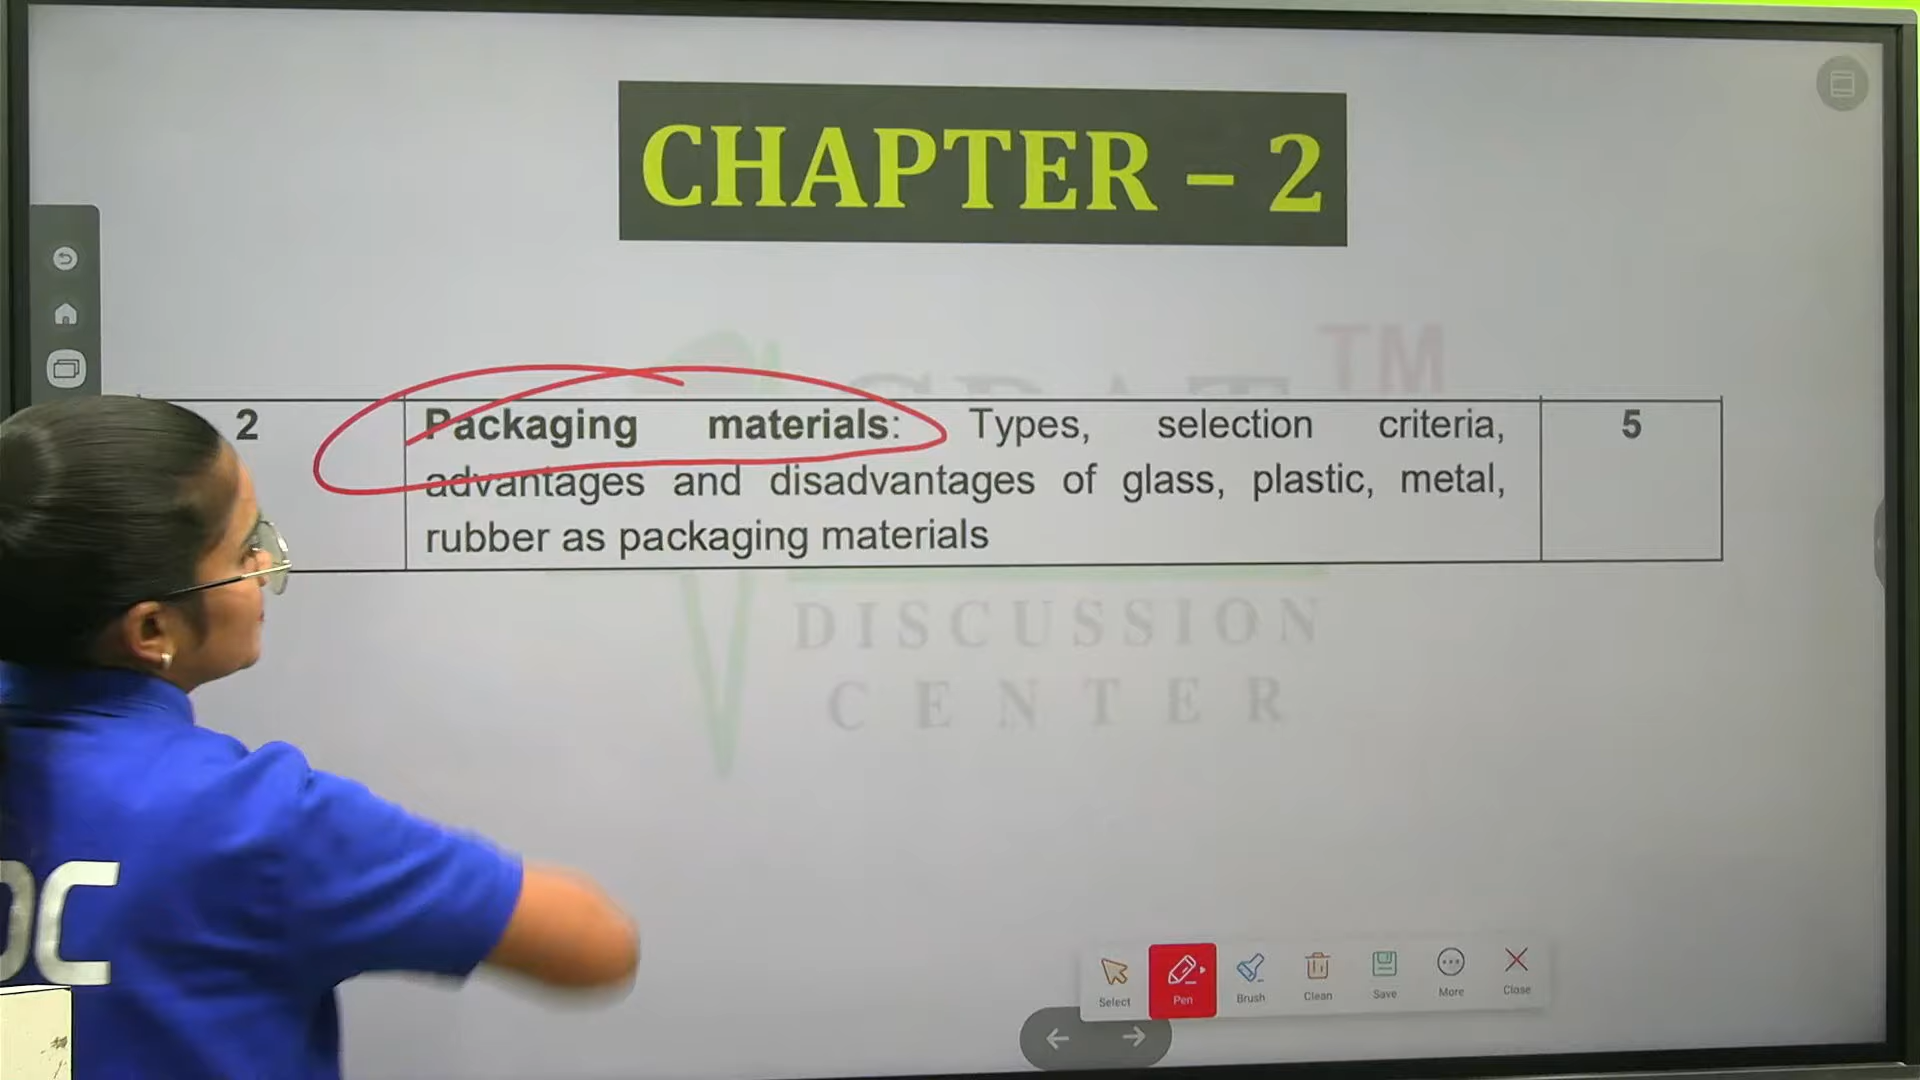 CHAPTER – 2
TM
2 Packaging materials: Types, selection criteria, 5
advantages and disadvantages of glass, plastic, metal,
rubber as packaging materials
DISCUSSION
CENTER
DC
Select Pen Brush Clean Save More Close